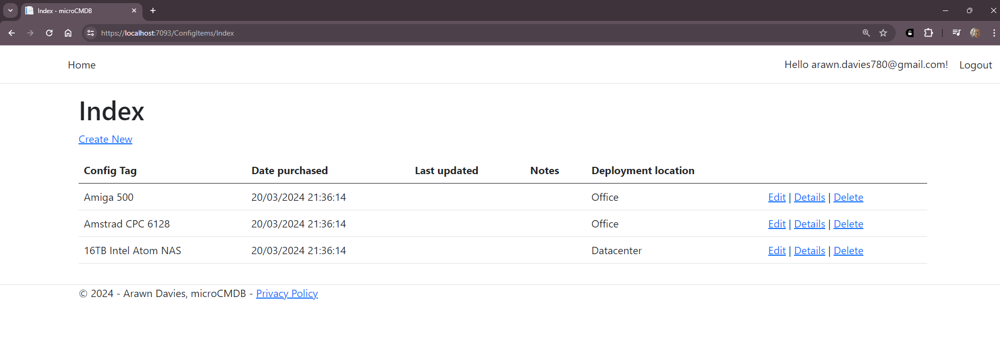 Index - microCMDB
https://localhost:7093/ConfigItems/Index
Home
Hello arawn.davies780@gmail.com! Logout
Index
Create New
Config Tag Date purchased Last updated Notes Deployment location
Amiga 500 20/03/2024 21:36:14 Office Edit | Details | Delete
Amstrad CPC 6128 20/03/2024 21:36:14 Office Edit | Details | Delete
16TB Intel Atom NAS 20/03/2024 21:36:14 Datacenter Edit | Details | Delete
© 2024 - Arawn Davies, microCMDB - Privacy Policy